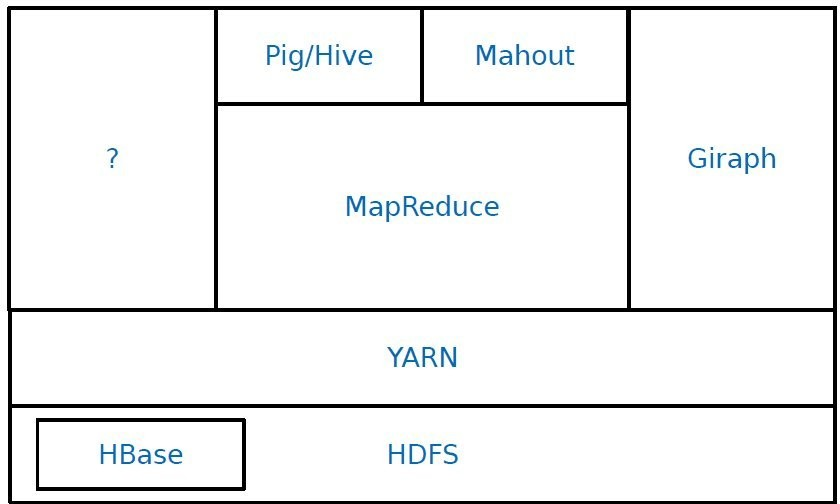 Pig/Hive
Mahout
?
Giraph
MapReduce
YARN
HBase
HDFS